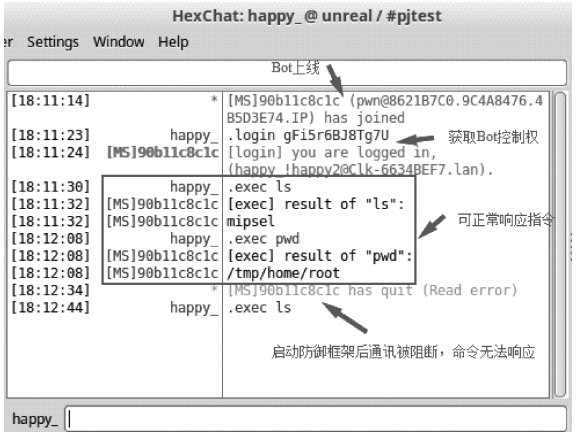 HexChat: happy_ @ unreal / #pjtest
er Settings Window Help
Bot上线
[18:11:14] * [MS]90b11c8c1c (pwn@8621B7C0.9C4A8476.4
B5D3E74.IP) has joined
[18:11:23] happy_ .login gFi5r6BJ8Tg7U 获取Bot控制权
[18:11:24] [MS]90b11c8c1c [login] you are logged in,
(happy_!happy2@Clk-6634BEF7.lan).
[18:11:30] happy_ .exec ls
[18:11:32] [MS]90b11c8c1c [exec] result of "ls":
[18:11:32] [MS]90b11c8c1c mipsel 可正常响应指令
[18:12:08] happy_ .exec pwd
[18:12:08] [MS]90b11c8c1c [exec] result of "pwd":
[18:12:08] [MS]90b11c8c1c /tmp/home/root
[18:12:34] * [MS]90b11c8c1c has quit (Read error)
[18:12:44] happy_ .exec ls
启动防御框架后通讯被阻断，命令无法响应
happy_